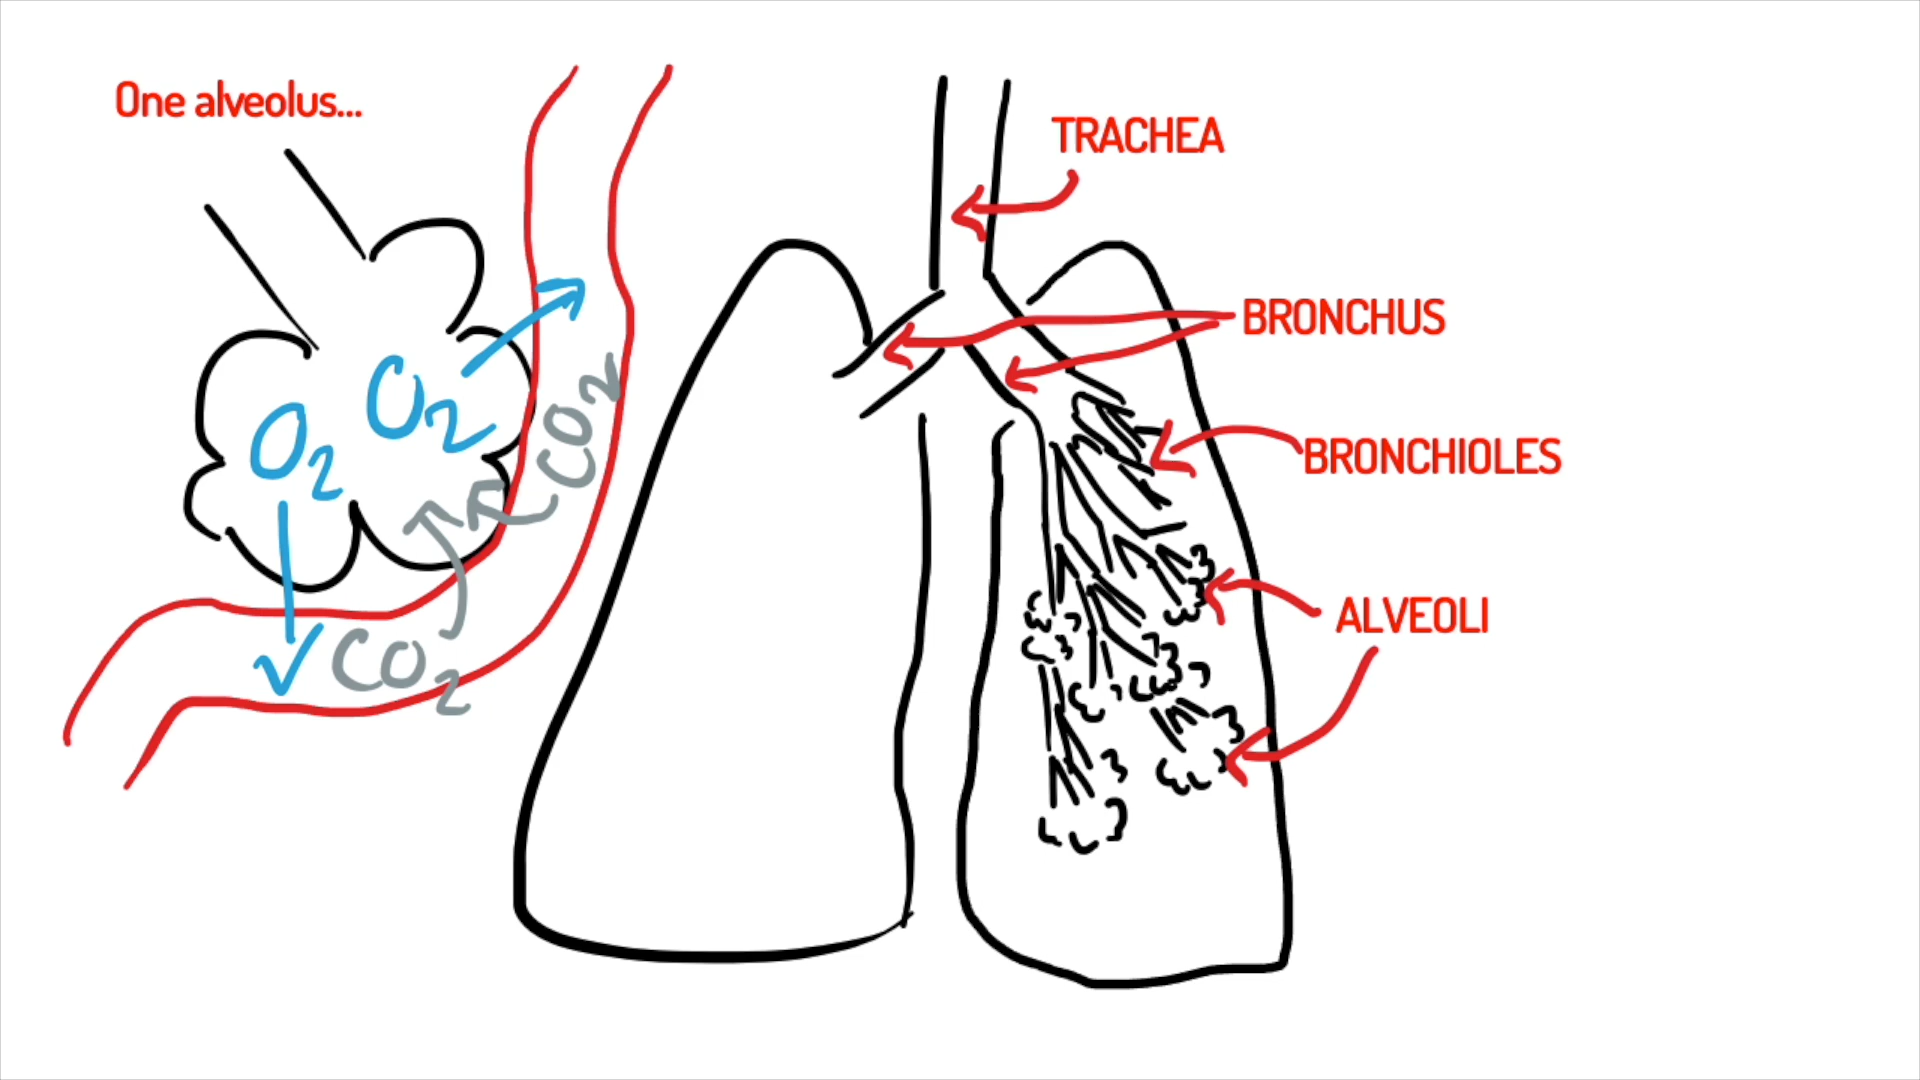 One alveolus...
TRACHEA
BRONCHUS
BRONCHIOLES
ALVEOLI
O2
O2
CO2
CO2